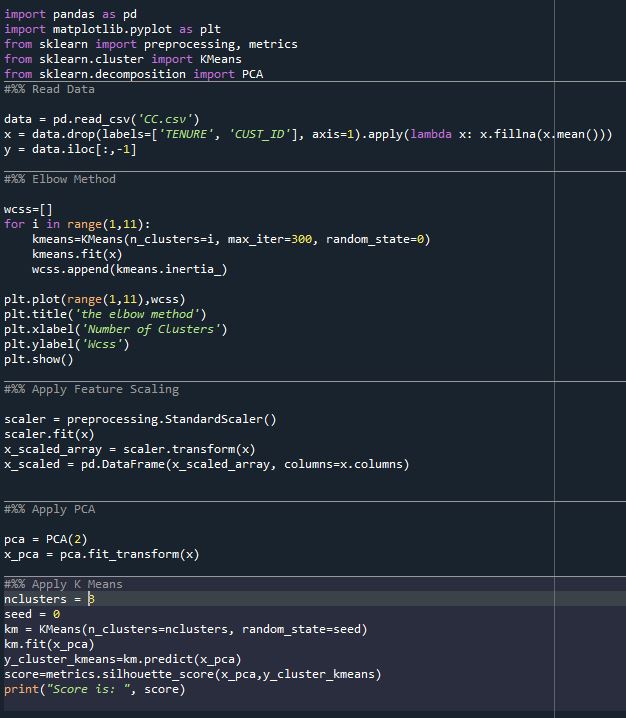 import pandas as pd
import matplotlib.pyplot as plt
from sklearn import preprocessing, metrics
from sklearn.cluster import KMeans
from sklearn.decomposition import PCA
#%% Read Data
data = pd.read_csv('CC.csv')
x = data.drop(labels=['TENURE', 'CUST_ID'], axis=1).apply(lambda x: x.fillna(x.mean()))
y = data.iloc[:,-1]
#%% Elbow Method
wcss=[]
for i in range(1,11):
    kmeans=KMeans(n_clusters=i, max_iter=300, random_state=0)
    kmeans.fit(x)
    wcss.append(kmeans.inertia_)
plt.plot(range(1,11),wcss)
plt.title('the elbow method')
plt.xlabel('Number of Clusters')
plt.ylabel('Wcss')
plt.show()
#%% Apply Feature Scaling
scaler = preprocessing.StandardScaler()
scaler.fit(x)
x_scaled_array = scaler.transform(x)
x_scaled = pd.DataFrame(x_scaled_array, columns=x.columns)
#%% Apply PCA
pca = PCA(2)
x_pca = pca.fit_transform(x)
#%% Apply K Means
nclusters = 3
seed = 0
km = KMeans(n_clusters=nclusters, random_state=seed)
km.fit(x_pca)
y_cluster_kmeans=km.predict(x_pca)
score=metrics.silhouette_score(x_pca,y_cluster_kmeans)
print("Score is: ", score)